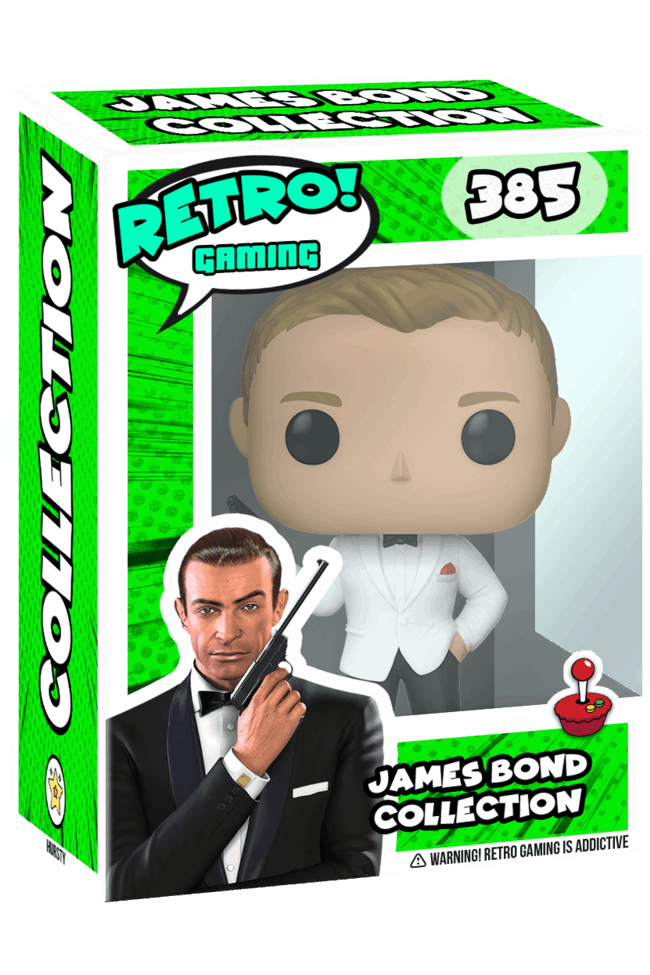 JAMES BOND
COLLECTION
COLLECTION
RETRO!
GAMING
385
JAMES BOND
COLLECTION
WARNING! RETRO GAMING IS ADDICTIVE
HURSTY